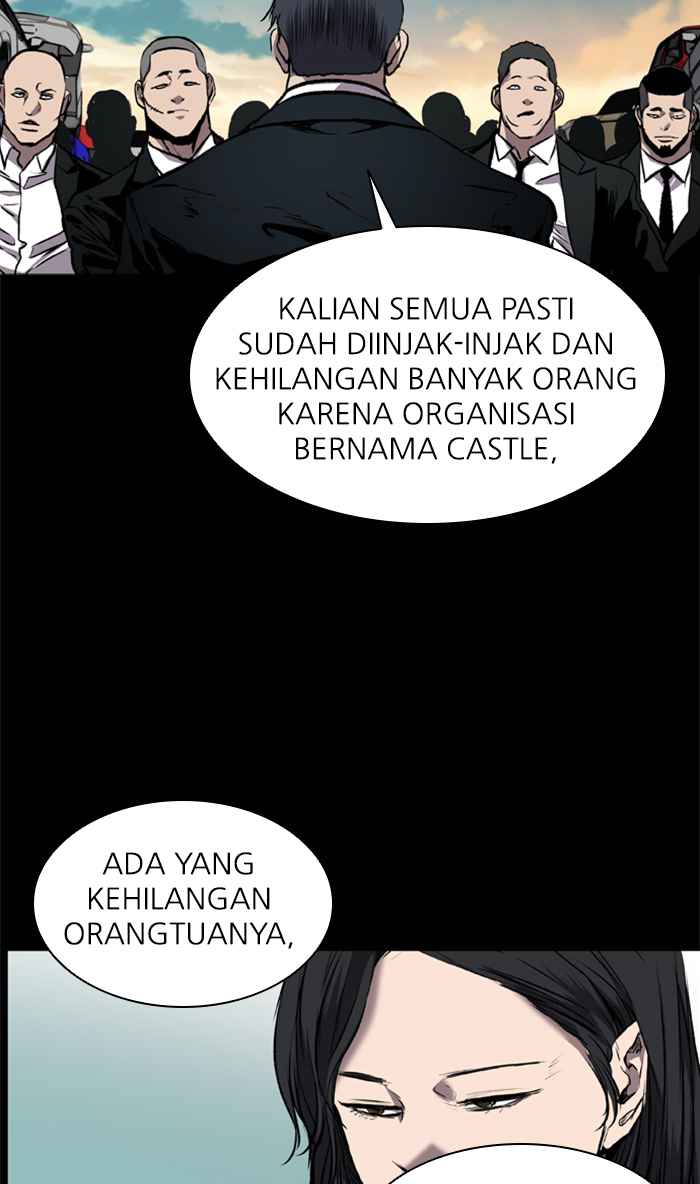 KALIAN SEMUA PASTI
SUDAH DIINJAK-INJAK DAN
KEHILANGAN BANYAK ORANG
KARENA ORGANISASI
BERNAMA CASTLE,
ADA YANG
KEHILANGAN
ORANGTUANYA,